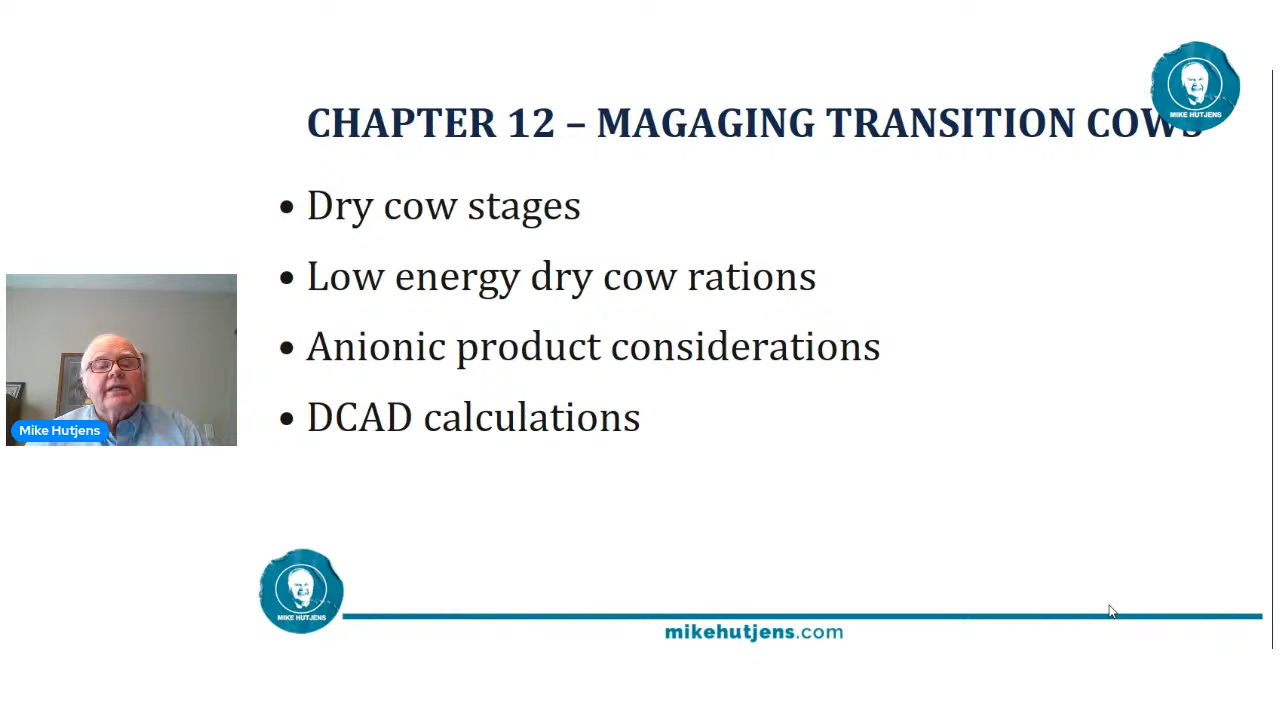 MIKE HUTJENS
CHAPTER 12 – MAGAGING TRANSITION COWS
• Dry cow stages
• Low energy dry cow rations
• Anionic product considerations
• DCAD calculations
Mike Hutjens
MIKE HUTJENS
mikehutjens.com